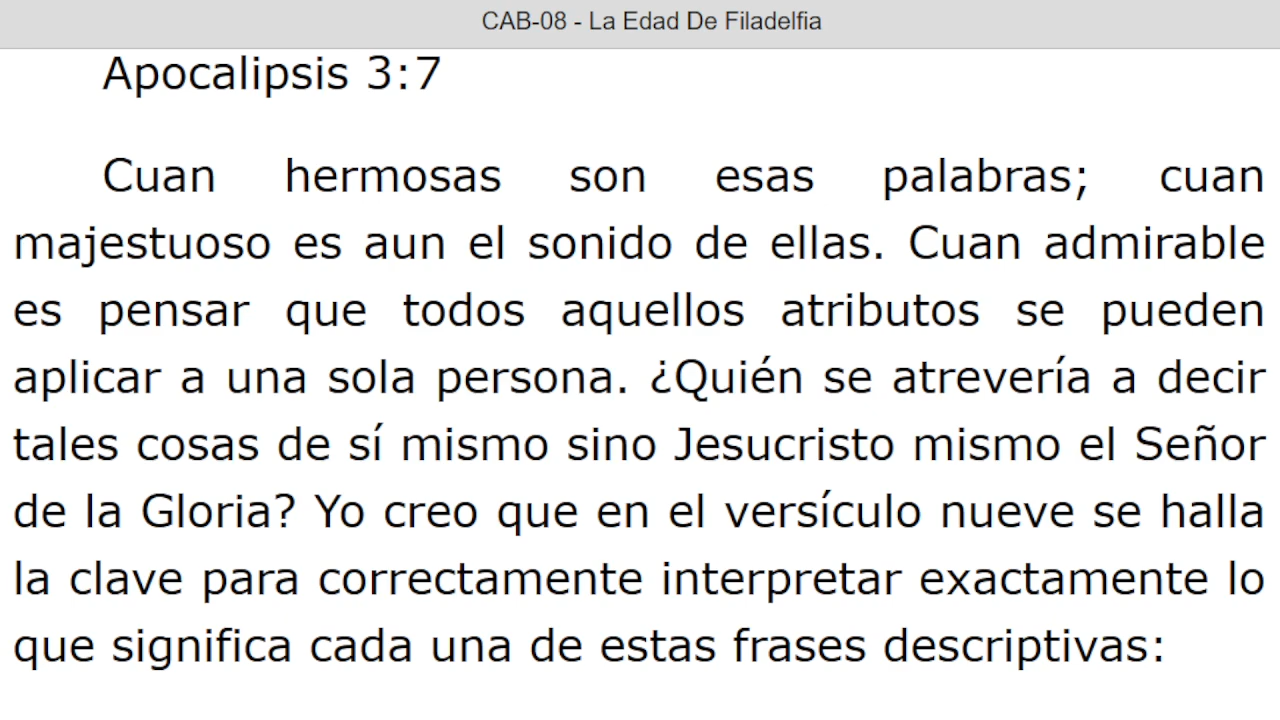 CAB-08 - La Edad De Filadelfia
Apocalipsis 3:7
Cuan hermosas son esas palabras; cuan
majestuoso es aun el sonido de ellas. Cuan admirable
es pensar que todos aquellos atributos se pueden
aplicar a una sola persona. ¿Quién se atrevería a decir
tales cosas de sí mismo sino Jesucristo mismo el Señor
de la Gloria? Yo creo que en el versículo nueve se halla
la clave para correctamente interpretar exactamente lo
que significa cada una de estas frases descriptivas: